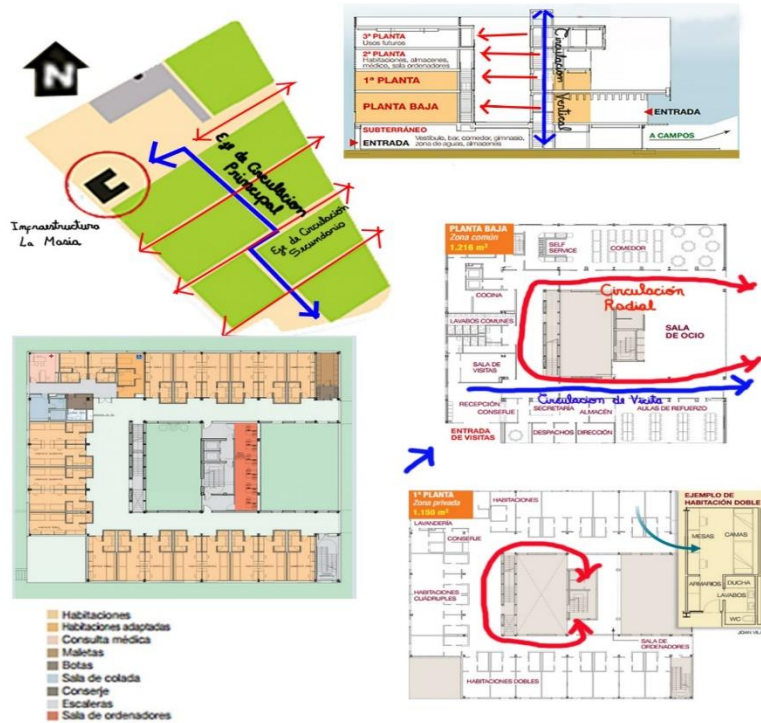 N
Eje de Circulacion
Principal
Eje de Circulación
Secundario
Impraestructura
La Masia
3ª PLANTA
Usos futuros
2ª PLANTA
Habitaciones, almacenes,
médico, sala ordenadores
1ª PLANTA
PLANTA BAJA
SUBTERRÁNEO
ENTRADA
Vestíbulo, bar, comedor, gimnasio,
zona de aguas, almacenes
Circulacion
Vertical
ENTRADA
A CAMPOS
PLANTA BAJA
Zona común
1.216 m²
SELF
SERVICE
COMEDOR
COCINA
LAVABOS COMUNES
SALA DE
VISITAS
Circulación
Radial
SALA
DE OCIO
Circulacion de Visita
RECEPCIÓN
CONSERJE
SECRETARIA
ALMACÉN
AULAS DE REFUERZO
ENTRADA
DE VISITAS
DESPACHOS
DIRECCIÓN
1ª PLANTA
Zona privada
1.150 m²
HABITACIONES
LAVANDERÍA
CONSERJE
HABITACIONES
CUÁDRUPLES
SALA DE
ORDENADORES
HABITACIONES DOBLES
EJEMPLO DE
HABITACIÓN DOBLE
MESAS
CAMAS
ARMARIOS
DUCHA
LAVABOS
WC
Habitaciones
Habitaciones adaptadas
Consulta médica
Maletas
Botas
Sala de colada
Conserje
Escaleras
Sala de ordenadores